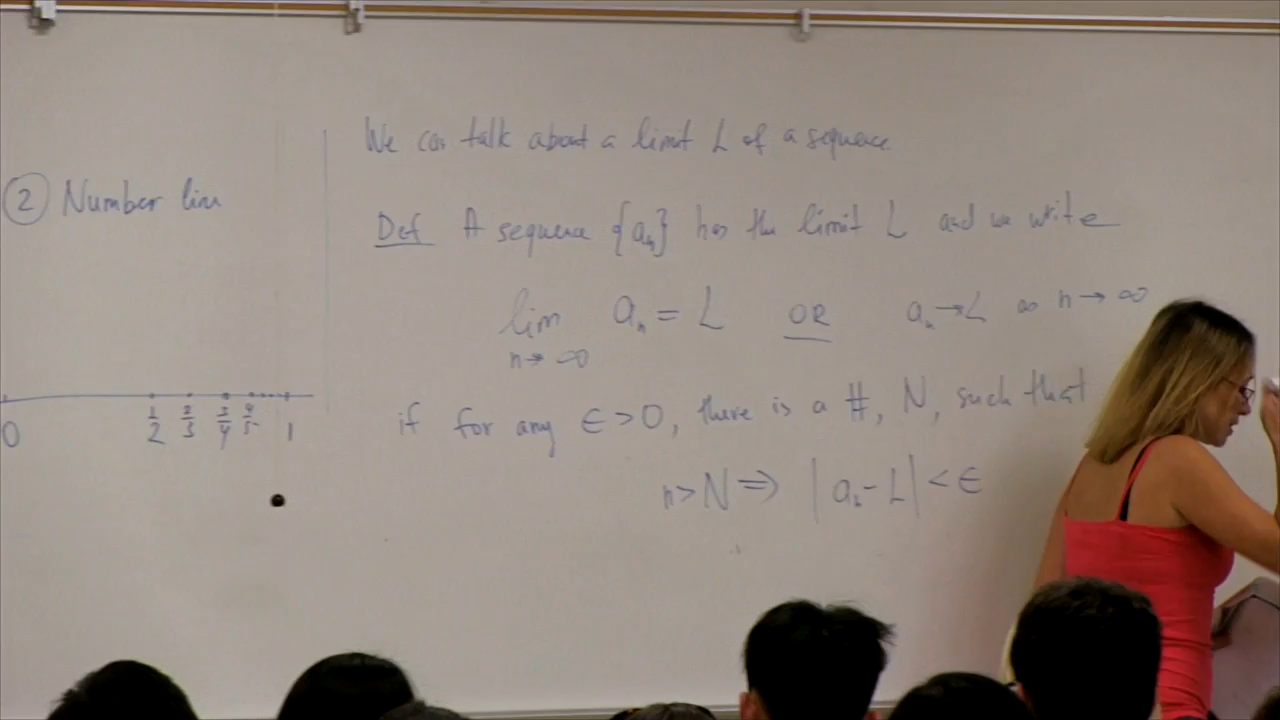 ② Number line
0 1/2 2/3 3/4 4/5 1
We can talk about a limit L of a sequence
Def A sequence {aₙ} has the limit L and we write
lim n→∞ aₙ = L OR aₙ→L as n→∞
if for any ∈>0, there is a #, N, such that
n>N ⇒ |aₙ-L|<∈